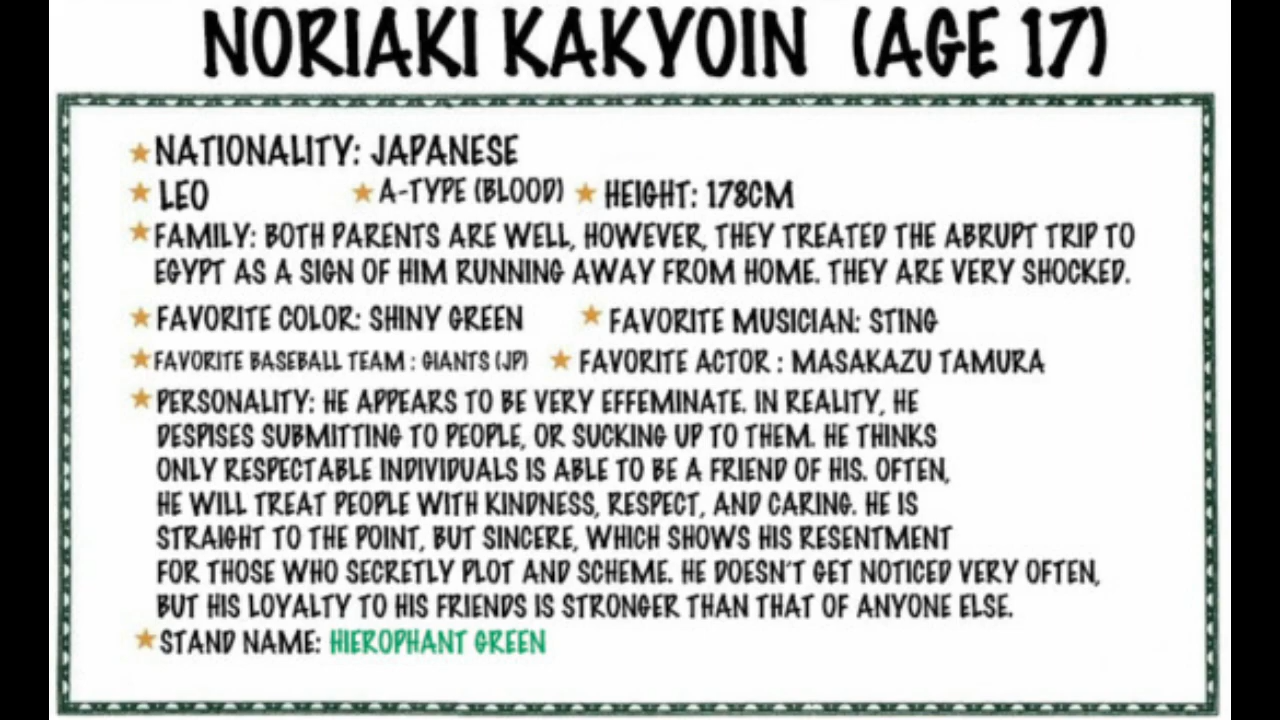 NORIAKI KAKYOIN (AGE 17)
NATIONALITY: JAPANESE
LEO A-TYPE (BLOOD) HEIGHT: 178CM
FAMILY: BOTH PARENTS ARE WELL, HOWEVER, THEY TREATED THE ABRUPT TRIP TO
EGYPT AS A SIGN OF HIM RUNNING AWAY FROM HOME. THEY ARE VERY SHOCKED.
FAVORITE COLOR: SHINY GREEN FAVORITE MUSICIAN: STING
FAVORITE BASEBALL TEAM : GIANTS (JP) FAVORITE ACTOR : MASAKAZU TAMURA
PERSONALITY: HE APPEARS TO BE VERY EFFEMINATE. IN REALITY, HE
DESPISES SUBMITTING TO PEOPLE, OR SUCKING UP TO THEM. HE THINKS
ONLY RESPECTABLE INDIVIDUALS IS ABLE TO BE A FRIEND OF HIS. OFTEN,
HE WILL TREAT PEOPLE WITH KINDNESS, RESPECT, AND CARING. HE IS
STRAIGHT TO THE POINT, BUT SINCERE, WHICH SHOWS HIS RESENTMENT
FOR THOSE WHO SECRETLY PLOT AND SCHEME. HE DOESN'T GET NOTICED VERY OFTEN,
BUT HIS LOYALTY TO HIS FRIENDS IS STRONGER THAN THAT OF ANYONE ELSE.
STAND NAME: HIEROPHANT GREEN